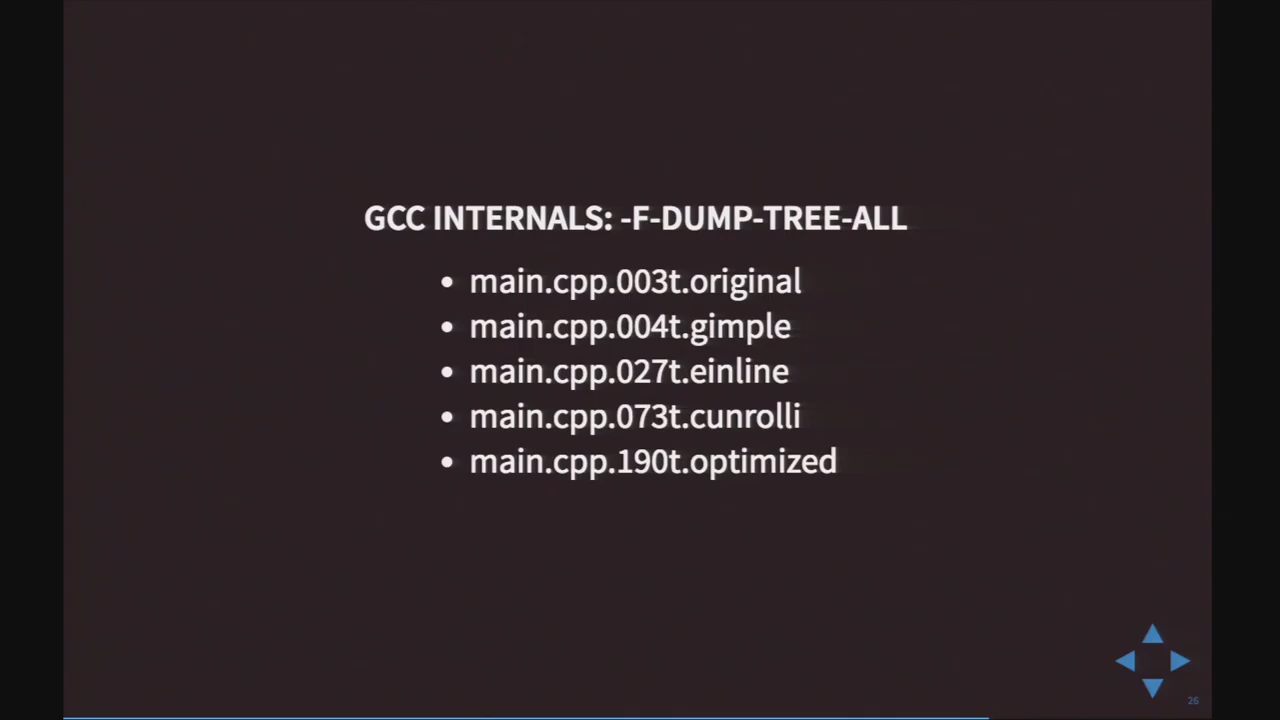 GCC INTERNALS: -F-DUMP-TREE-ALL
main.cpp.003t.original
main.cpp.004t.gimple
main.cpp.027t.einline
main.cpp.073t.cunrolli
main.cpp.190t.optimized
26